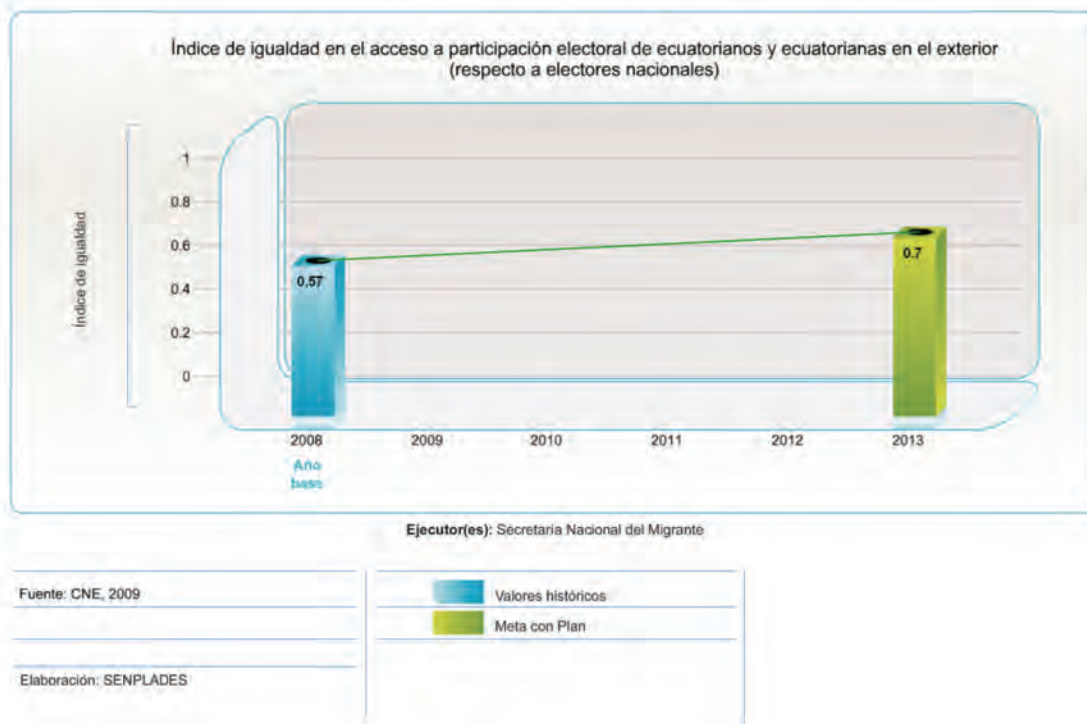 Índice de igualdad en el acceso a participación electoral de ecuatorianos y ecuatorianas en el exterior
(respecto a electores nacionales)
Índice de igualdad
1
0.8
0.6
0.4
0.2
0
0.57
0.7
2008
2009
2010
2011
2012
2013
Año
base
Ejecutor(es): Secretaría Nacional del Migrante
Fuente: CNE, 2009
Valores históricos
Meta con Plan
Elaboración: SENPLADES